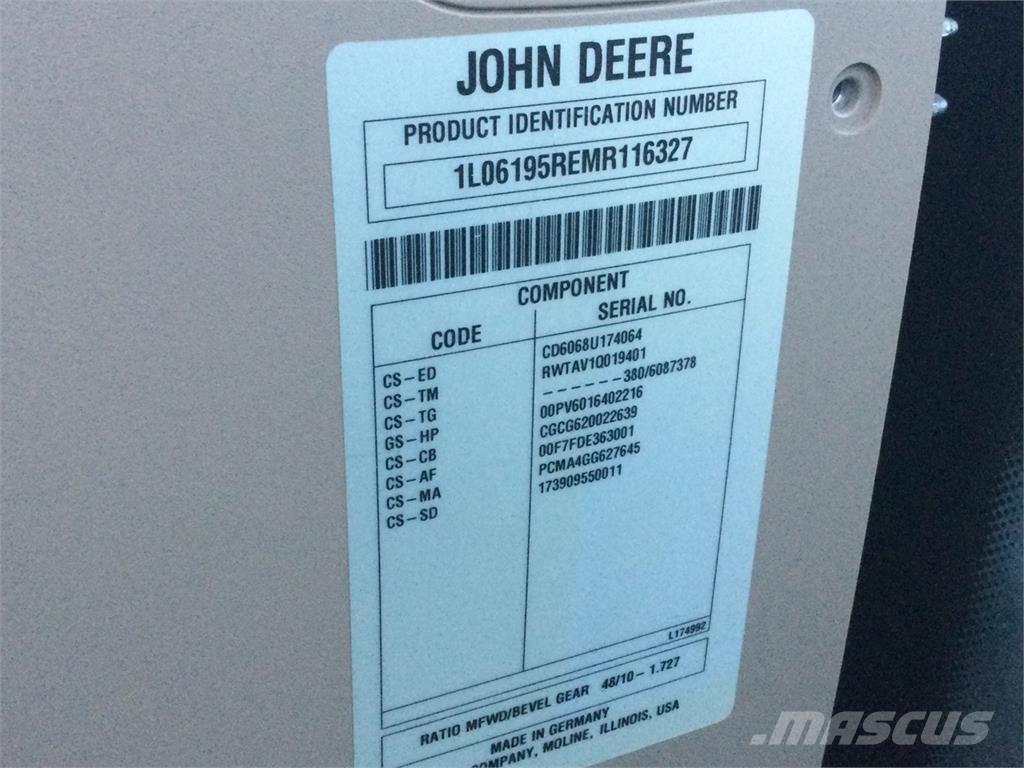 JOHN DEERE
PRODUCT IDENTIFICATION NUMBER
1L06195REMR116327
COMPONENT
CODE SERIAL NO.
CS-ED CD6068U174064
CS-TM RWTAV1Q019401
CS-TG ------380/6087378
GS-HP 00PV6016402216
CS-CB CGCG620022639
CS-AF 00F7FDE363001
CS-MA PCMA4GG627645
CS-SD 173909550011
L174992
RATIO MFWD/BEVEL GEAR 48/10-1.727
MADE IN GERMANY
COMPANY, MOLINE, ILLINOIS, USA
MASCUS